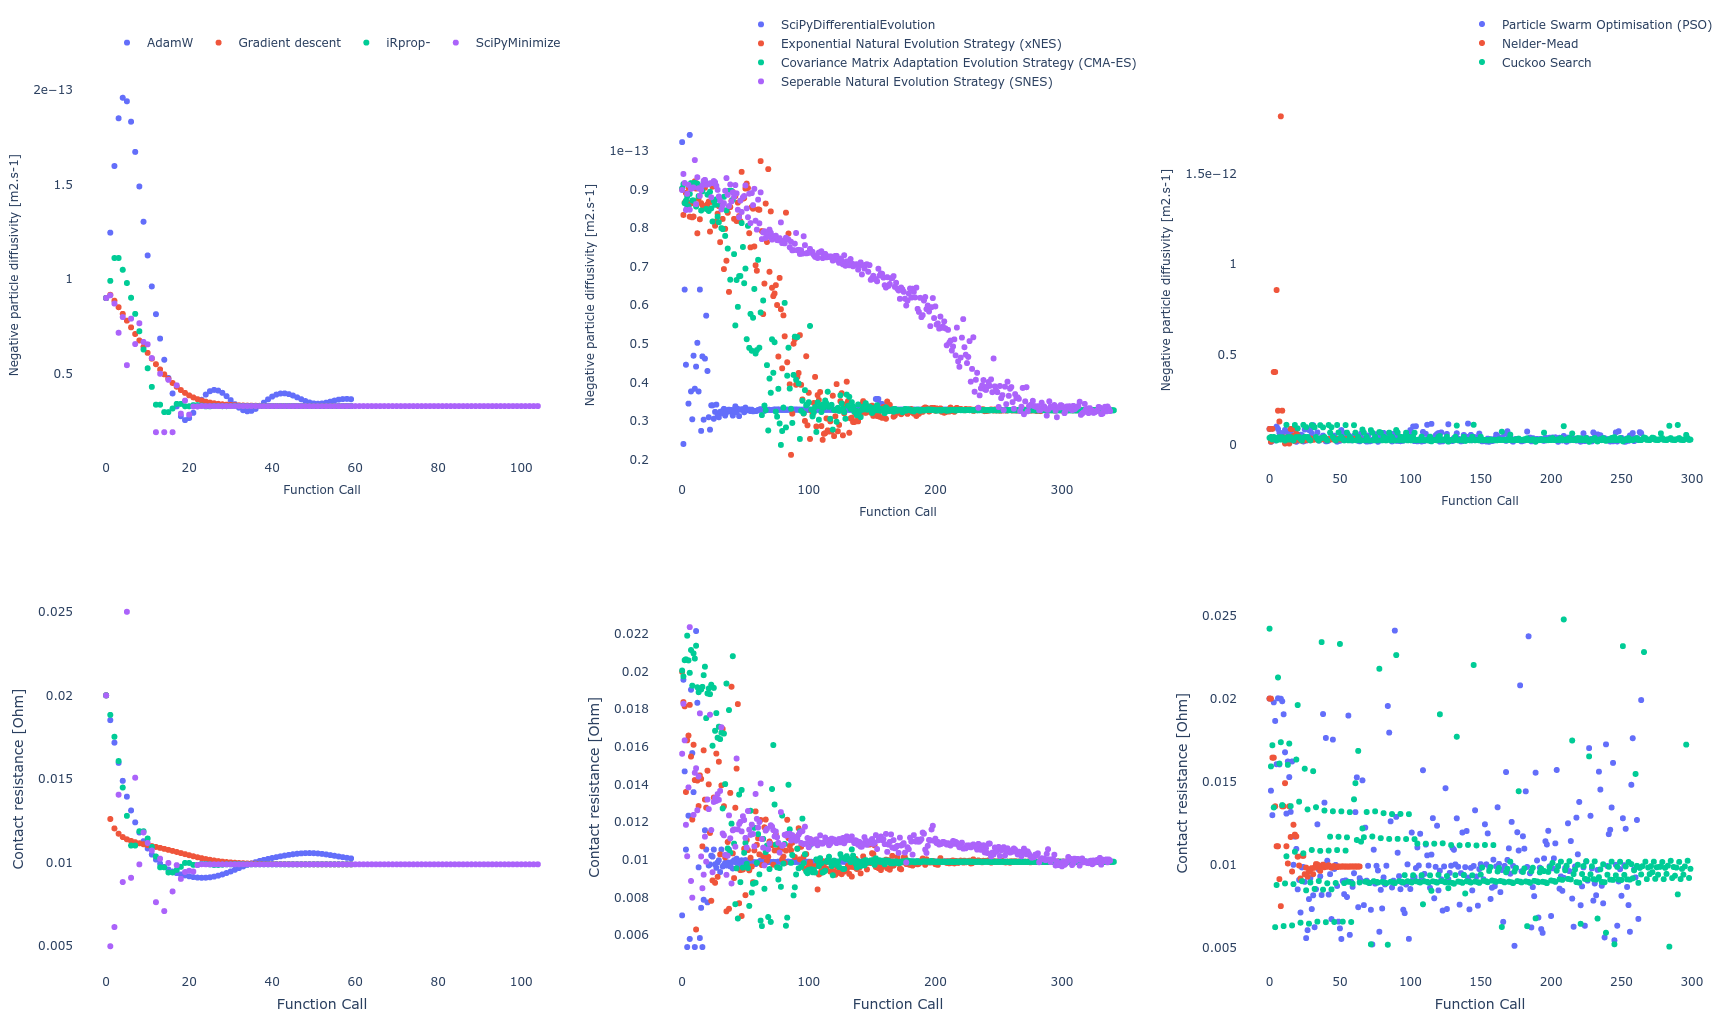 AdamW Gradient descent iRprop- SciPyMinimize
2e−13
1.5
1
0.5
Negative particle diffusivity [m2.s-1]
0 20 40 60 80 100
Function Call
SciPyDifferentialEvolution
Exponential Natural Evolution Strategy (xNES)
Covariance Matrix Adaptation Evolution Strategy (CMA-ES)
Seperable Natural Evolution Strategy (SNES)
1e−13
0.9
0.8
0.7
0.6
0.5
0.4
0.3
0.2
Negative particle diffusivity [m2.s-1]
0 100 200 300
Function Call
Particle Swarm Optimisation (PSO)
Nelder-Mead
Cuckoo Search
1.5e−12
1
0.5
0
Negative particle diffusivity [m2.s-1]
0 50 100 150 200 250 300
Function Call
0.025
0.02
0.015
0.01
0.005
Contact resistance [Ohm]
0 20 40 60 80 100
Function Call
0.022
0.02
0.018
0.016
0.014
0.012
0.01
0.008
0.006
Contact resistance [Ohm]
0 100 200 300
Function Call
0.025
0.02
0.015
0.01
0.005
Contact resistance [Ohm]
0 50 100 150 200 250 300
Function Call